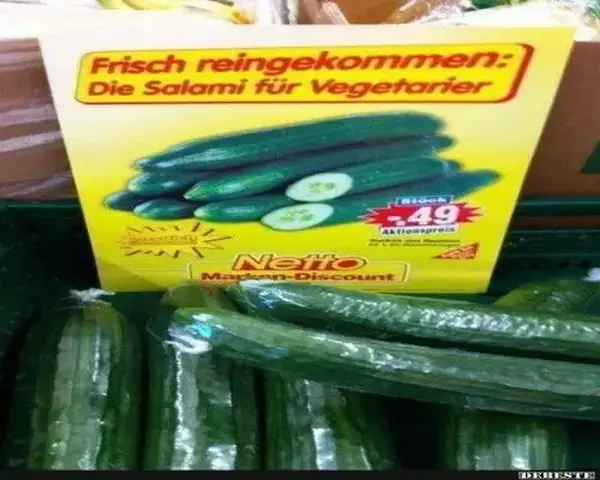 Frisch reingekommen:
Die Salami für Vegetarier
Stück
-.49
Aktionspreis
Netto
Marken-Discount
DEBESTE